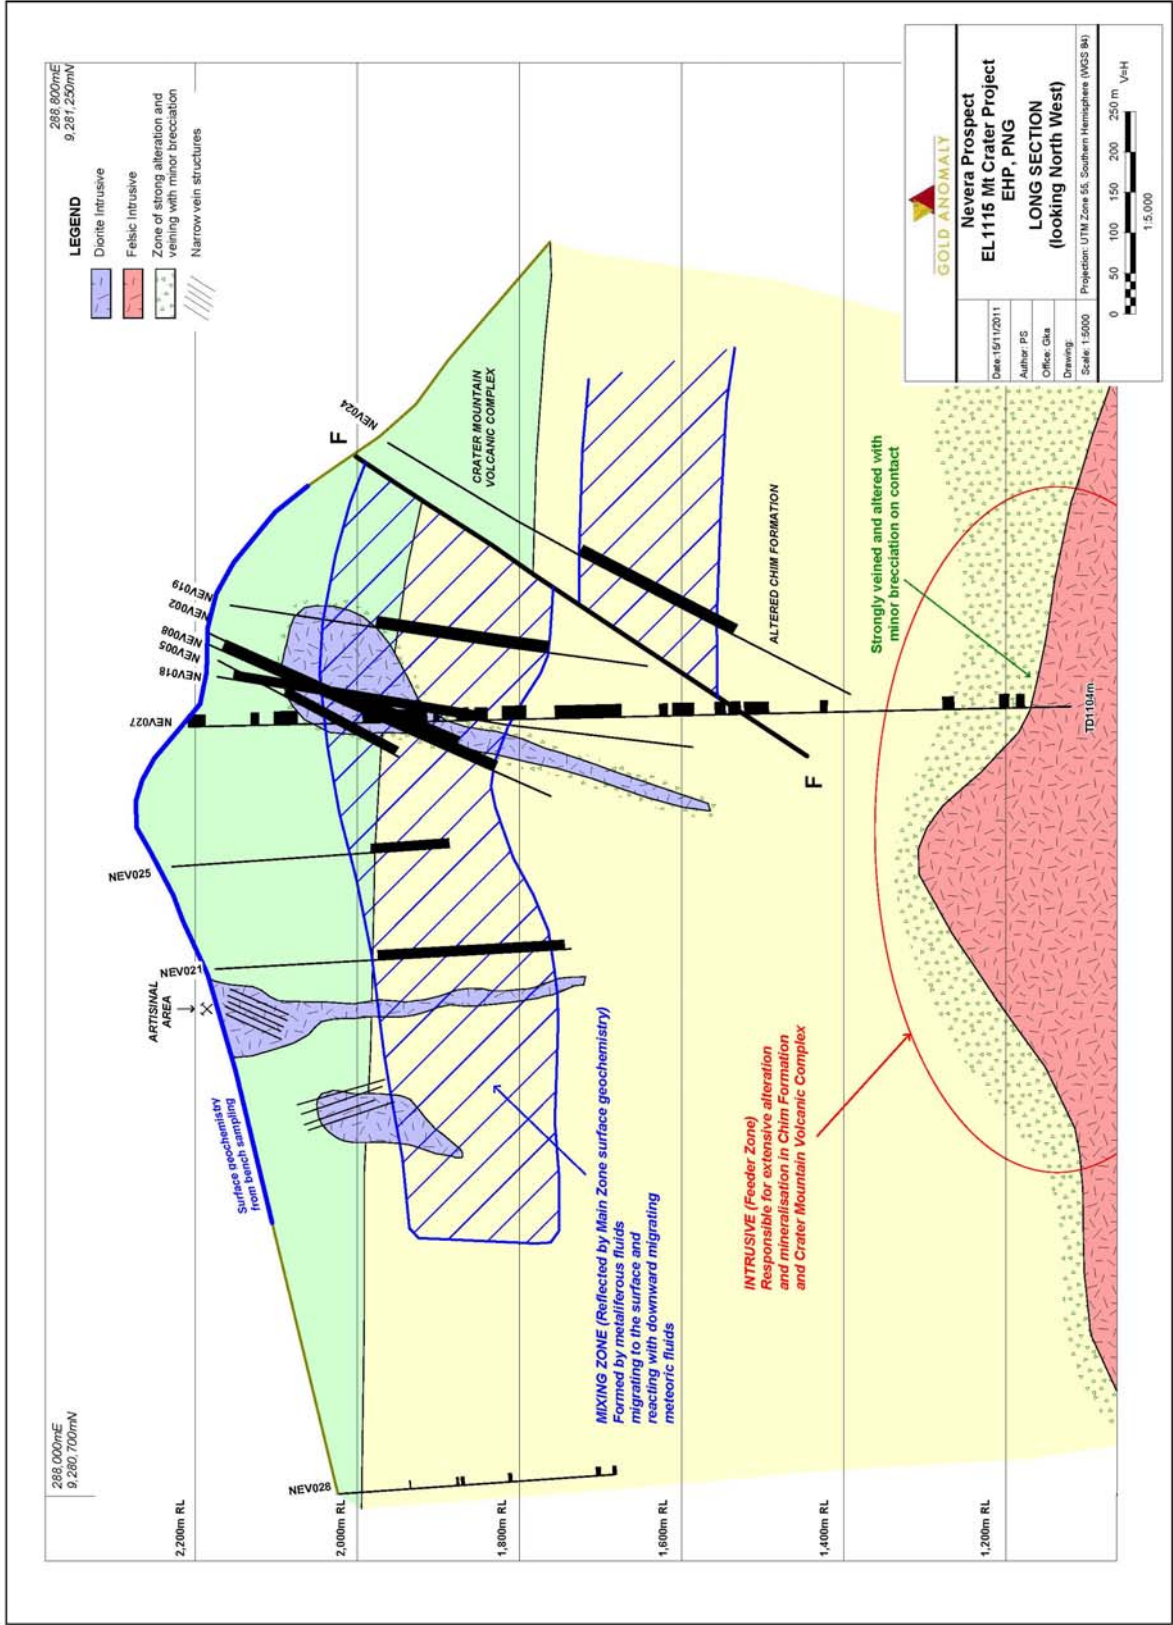 288,000mE
9,280,700mN
288,800mE
9,281,250mN
LEGEND
Diorite Intrusive
Felsic Intrusive
Zone of strong alteration and
veining with minor brecciation
Narrow vein structures
2,200m RL
2,000m RL
1,800m RL
1,600m RL
1,400m RL
1,200m RL
NEV028
Surface geochemistry
from bench sampling
ARTISINAL
AREA
NEV021
NEV025
NEV027
NEV018
NEV005
NEV008
NEV002
NEV019
F
NEV024
CRATER MOUNTAIN
VOLCANIC COMPLEX
ALTERED CHIM FORMATION
F
MIXING ZONE (Reflected by Main Zone surface geochemistry)
Formed by metaliferous fluids
migrating to the surface and
reacting with downward migrating
meteoric fluids
INTRUSIVE (Feeder Zone)
Responsible for extensive alteration
and mineralisation in Chim Formation
and Crater Mountain Volcanic Complex
Strongly veined and altered with
minor brecciation on contact
TD1104m
GOLD ANOMALY
Nevera Prospect
EL1115 Mt Crater Project
EHP, PNG
LONG SECTION
(looking North West)
Date:15/11/2011
Author: PS
Office: Gka
Drawing:
Scale: 1:5000
Projection: UTM Zone 55, Southern Hemisphere (WGS 84)
0 50 100 150 200 250 m V=H
1:5,000